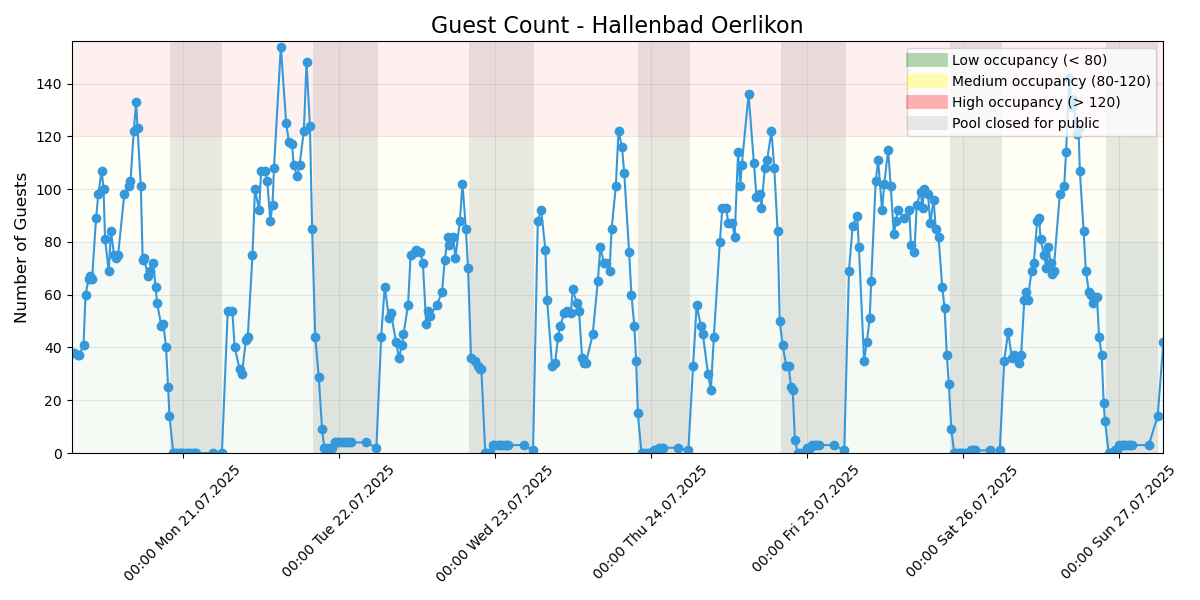 Guest Count - Hallenbad Oerlikon
Number of Guests
140
120
100
80
60
40
20
0
Low occupancy (< 80)
Medium occupancy (80-120)
High occupancy (> 120)
Pool closed for public
00:00 Mon 21.07.2025
00:00 Tue 22.07.2025
00:00 Wed 23.07.2025
00:00 Thu 24.07.2025
00:00 Fri 25.07.2025
00:00 Sat 26.07.2025
00:00 Sun 27.07.2025